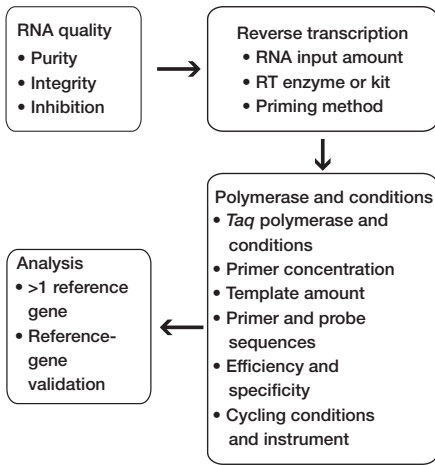 RNA quality
• Purity
• Integrity
• Inhibition
Reverse transcription
• RNA input amount
• RT enzyme or kit
• Priming method
Polymerase and conditions
• Taq polymerase and
conditions
• Primer concentration
• Template amount
• Primer and probe
sequences
• Efficiency and
specificity
• Cycling conditions
and instrument
Analysis
• >1 reference
gene
• Reference-
gene
validation